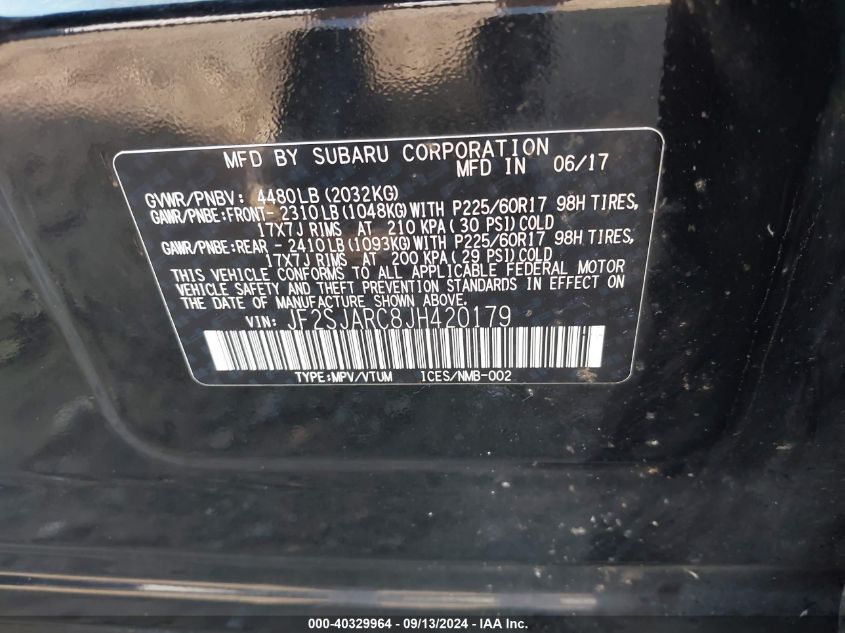 MFD BY SUBARU CORPORATION
MFD IN 06/17
GVWR/PNBV: 4480LB (2032KG)
GAWR/PNBE:FRONT- 2310LB(1048KG)WITH P225/60R17 98H TIRES,
17X7J RIMS AT 210 KPA( 30 PSI)COLD
GAWR/PNBE:REAR - 2410LB(1093KG)WITH P225/60R17 98H TIRES,
17X7J RIMS AT 200 KPA( 29 PSI)COLD
THIS VEHICLE CONFORMS TO ALL APPLICABLE FEDERAL MOTOR
VEHICLE SAFETY AND THEFT PREVENTION STANDARDS IN EFFECT ON
THE DATE OF MANUFACTURE SHOWN ABOVE.
VIN: JF2SJARC8JH420179
TYPE:MPV/VTUM ICES/NMB-002
000-40329964 - 09/13/2024 - IAA Inc.